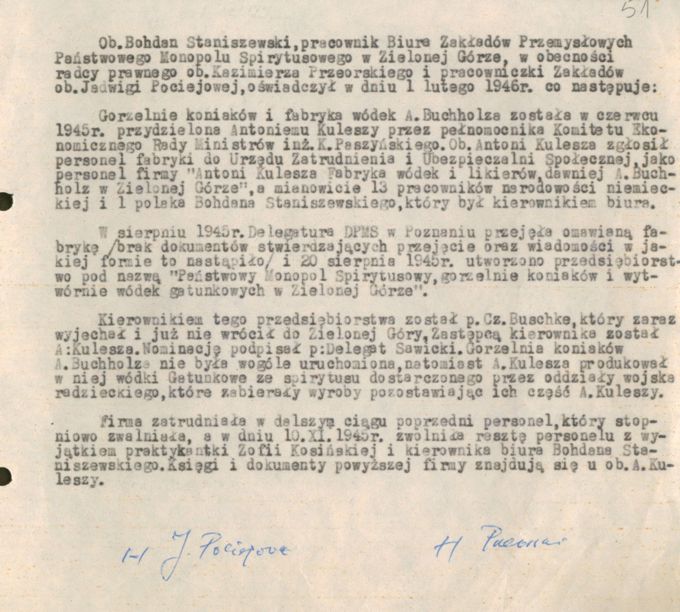 51
Ob.Bohdan Staniszewski,pracownik Biura Zakładów Przemysłowych
Państwowego Monopolu Spirytusowego w Zielonej Górze, w obecności
radcy prawnego ob.Kazimierza Przeorskiego i pracowniczki Zakładów
ob.Jadwigi Pociejowej,oświadczył w dniu 1 lutego 1946r. co następuje:
Gorzelnie koniaków i fabryka wódek A.Buchholza została w czerwcu
1945r. przydzielona Antoniemu Kuleszy przez pełnomocnika Komitetu Eko-
nomicznego Rady Ministrów inż.K.Paszyńskiego.Ob.Antoni Kulesza zgłosił
personel fabryki do Urzędu Zatrudnienia i Ubezpieczalni Społecznej,jako
personel firmy "Antoni Kulesza Fabryka wódek i likierów,dawniej A.Buch-
holz w Zielonej Górze",a mianowicie 13 pracowników narodowości niemiec-
kiej i 1 polaka Bohdana Staniszewskiego,który był kierownikiem biura.
W sierpniu 1945r.Delegatura DPMS w Poznaniu przejęła omawianą fa-
brykę /brak dokumentów stwierdzających przejęcie oraz wiadomości w ja-
kiej formie to nastąpiło/ i 20 sierpnia 1945r. utworzono przedsiębiorst-
wo pod nazwą "Państwowy Monopol Spirytusowy,gorzelnie koniaków i wyt-
wórnie wódek gatunkowych w Zielonej Górze".
Kierownikiem tego przedsiębiorstwa został p.Cz.Buschke,który zaraz
wyjechał i już nie wrócił do Zielonej Góry,Zastępcą kierownika został
A:Kulesza.Nominację podpisał p:Delegat Sawicki.Gorzelnia koniaków
A.Buchholza nie była wogóle uruchomiona,natomiast A.Kulesza produkował
w niej wódki Gatunkowe ze spirytusu dostarczonego przez oddziały wojska
radzieckiego,które zabierały wyroby pozostawiając ich część A.Kuleszy.
Firma zatrudniała w dalszym ciągu poprzedni personel,który stop-
niowo zwalniała, a w dniu 10.XI.1945r. zwolniła resztę personelu z wy-
jątkiem praktykantki Zofii Kosińskiej i kierownika biura Bohdana Sta-
niszewskiego.Księgi i dokumenty powyższej firmy znajdują się u ob.A.Ku-
leszy.
J. Pociejowa